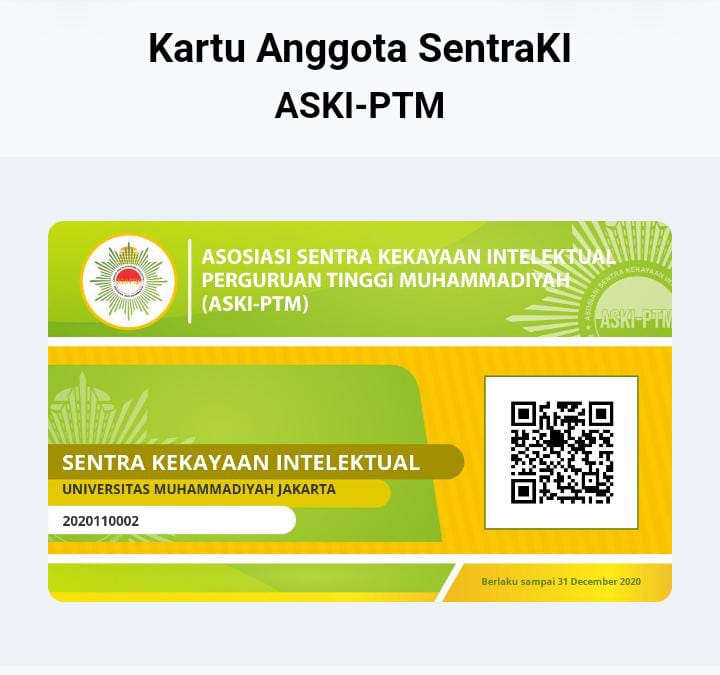 Kartu Anggota SentraKI
ASKI-PTM
ASOSIASI SENTRA KEKAYAAN INTELEKTUAL
PERGURUAN TINGGI MUHAMMADIYAH
(ASKI-PTM)
ASOSIASI SENTRA KEKAYAAN
ASKI-PTM
SENTRA KEKAYAAN INTELEKTUAL
UNIVERSITAS MUHAMMADIYAH JAKARTA
2020110002
Berlaku sampai 31 December 2020